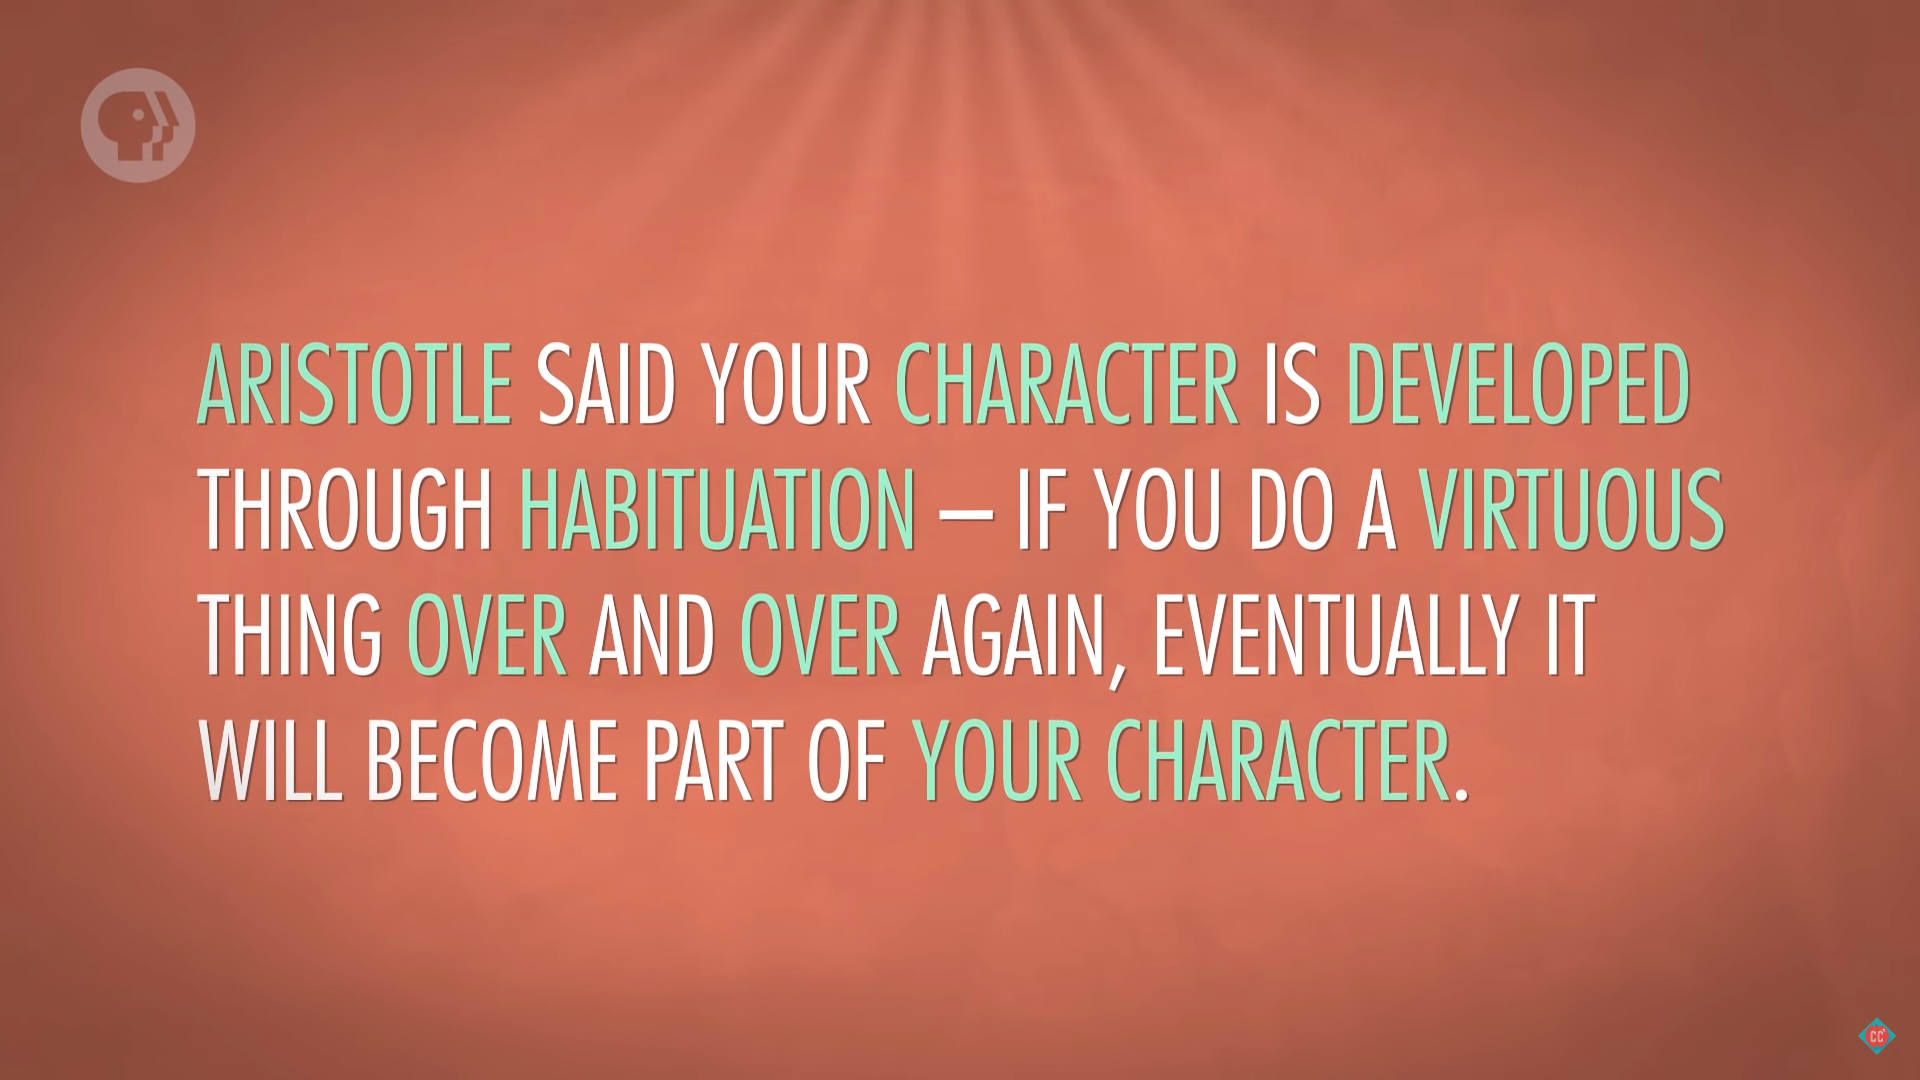 ARISTOTLE SAID YOUR CHARACTER IS DEVELOPED
THROUGH HABITUATION – IF YOU DO A VIRTUOUS
THING OVER AND OVER AGAIN, EVENTUALLY IT
WILL BECOME PART OF YOUR CHARACTER.
CC